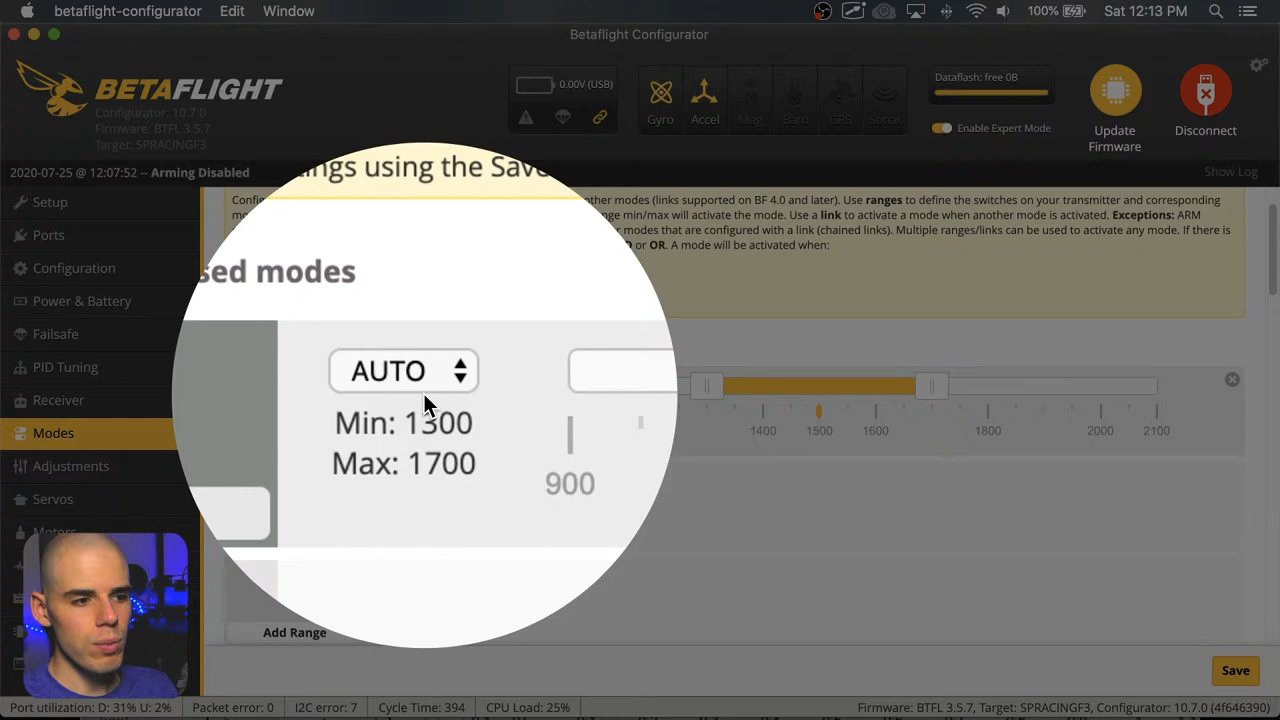 betaflight-configurator Edit Window
100% Sat 12:13 PM
Betaflight Configurator
BETAFLIGHT
Configurator: 10.7.0
Firmware: BTFL 3.5.7
Target: SPRACINGF3
0.00V (USB)
Gyro Accel Mag Baro GPS Sonar
Dataflash: free 0B
Enable Expert Mode
Update
Firmware
Disconnect
2020-07-25 @ 12:07:52 -- Arming Disabled
Show Log
Setup
Ports
Configuration
Power & Battery
Failsafe
PID Tuning
Receiver
Modes
Adjustments
Servos
Motors
ings using the Save
other modes (links supported on BF 4.0 and later). Use ranges to define the switches on your transmitter and corresponding
nge min/max will activate the mode. Use a link to activate a mode when another mode is activated. Exceptions: ARM
r modes that are configured with a link (chained links). Multiple ranges/links can be used to activate any mode. If there is
or OR. A mode will be activated when:
sed modes
AUTO
Min: 1300
Max: 1700
900
1400 1500 1600 1800 2000 2100
Add Range
Save
Port utilization: D: 31% U: 2%
Packet error: 0
I2C error: 7
Cycle Time: 394
CPU Load: 25%
Firmware: BTFL 3.5.7, Target: SPRACINGF3, Configurator: 10.7.0 (4f646390)